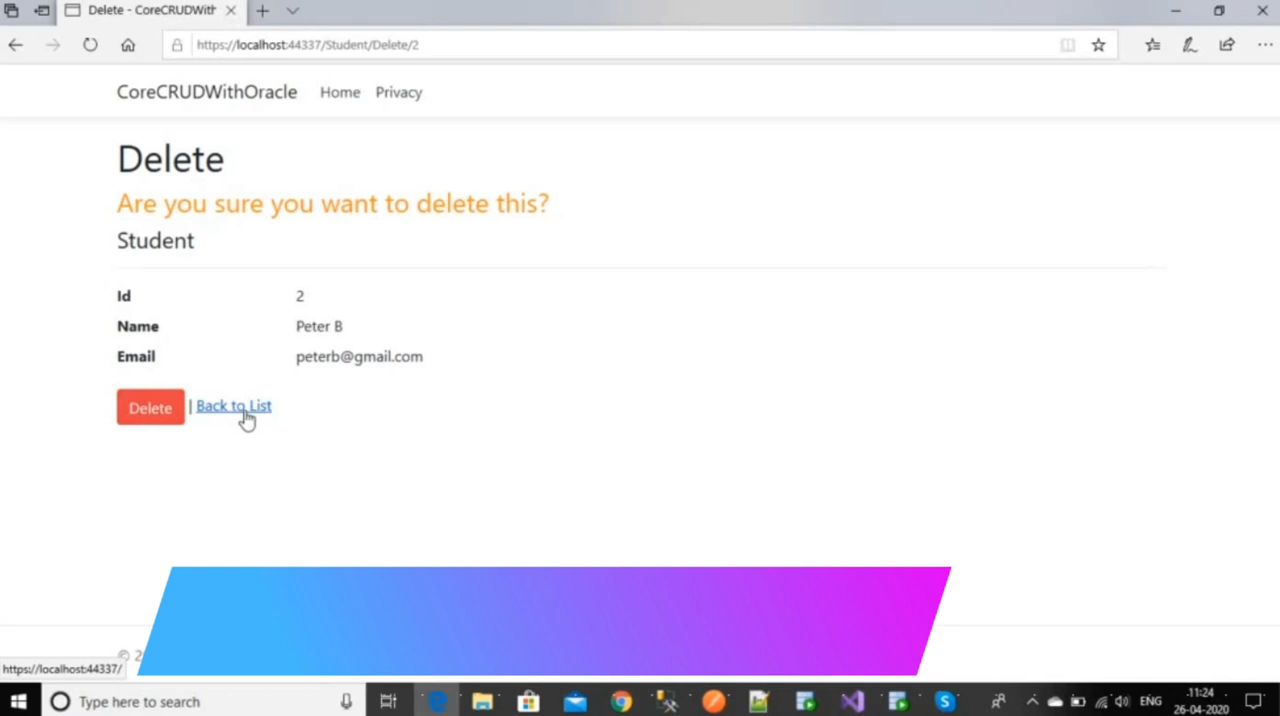 Delete - CoreCRUDWith
https://localhost:44337/Student/Delete/2
CoreCRUDWithOracle Home Privacy
Delete
Are you sure you want to delete this?
Student
Id 2
Name Peter B
Email peterb@gmail.com
Delete | Back to List
© 2
https://localhost:44337/
Type here to search
ENG
11:24
26-04-2020